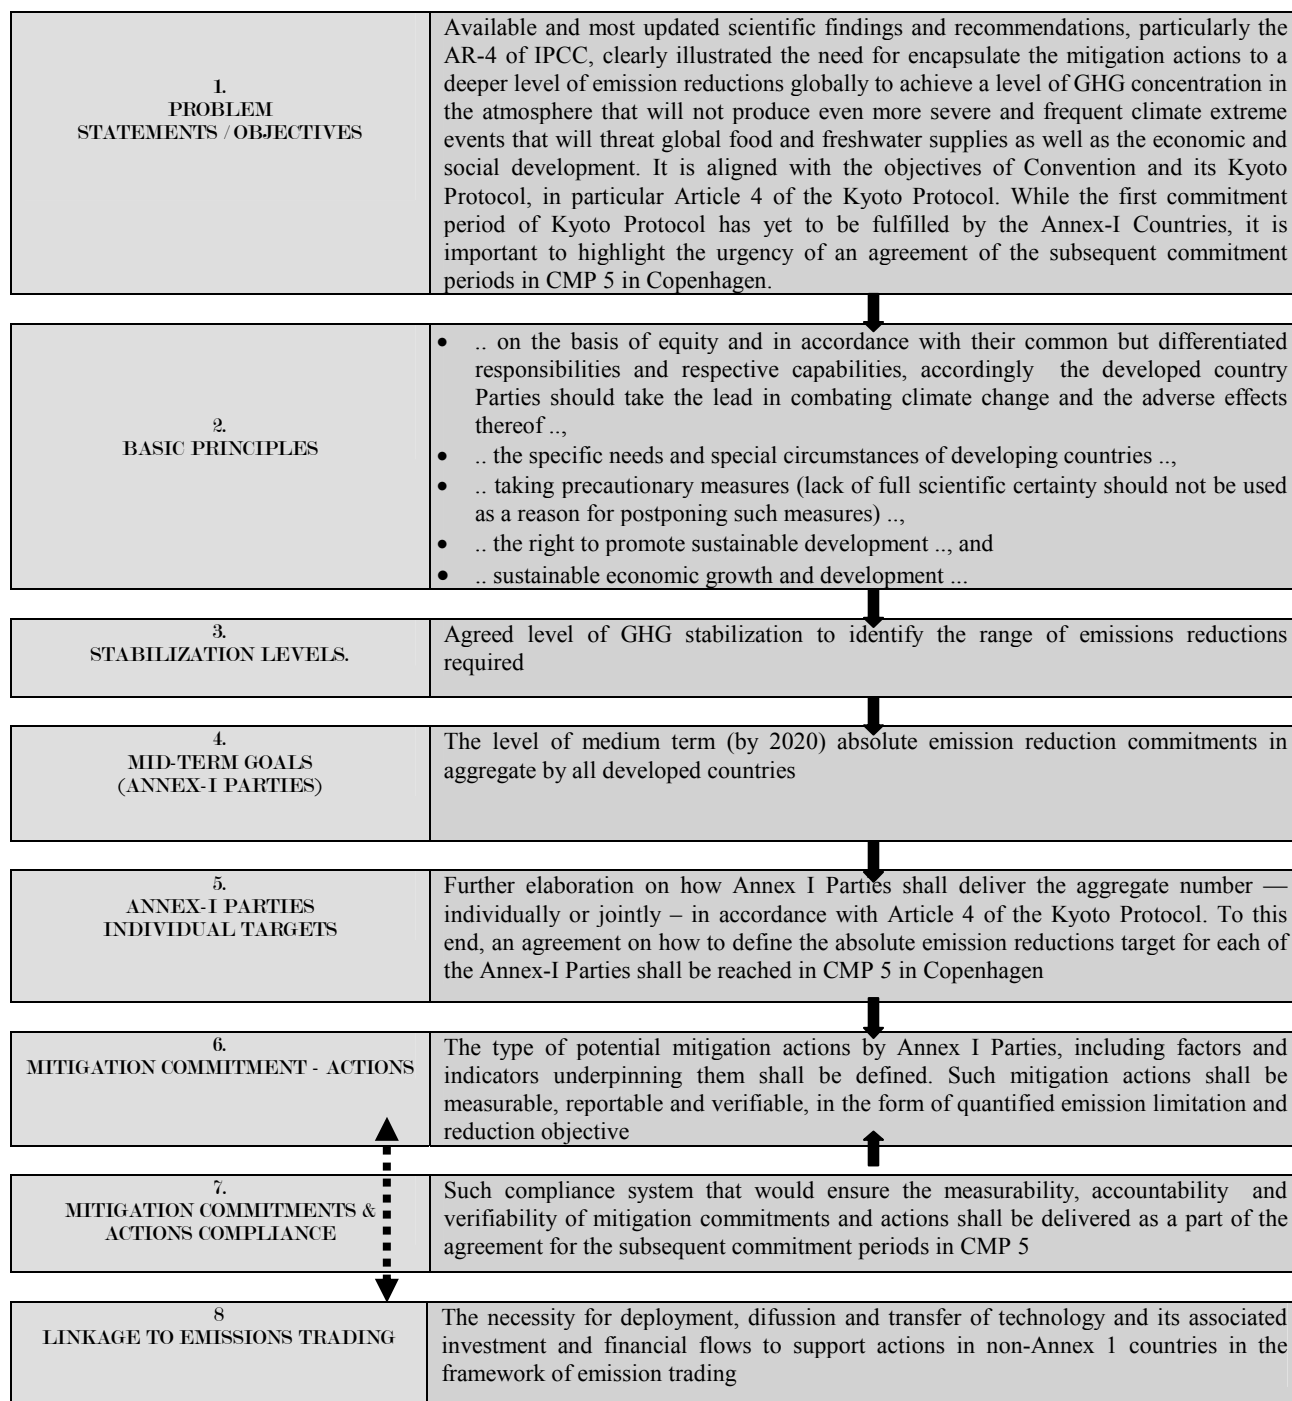 1.
PROBLEM
STATEMENTS / OBJECTIVES
Available and most updated scientific findings and recommendations, particularly the
AR-4 of IPCC, clearly illustrated the need for encapsulate the mitigation actions to a
deeper level of emission reductions globally to achieve a level of GHG concentration in
the atmosphere that will not produce even more severe and frequent climate extreme
events that will threat global food and freshwater supplies as well as the economic and
social development. It is aligned with the objectives of Convention and its Kyoto
Protocol, in particular Article 4 of the Kyoto Protocol. While the first commitment
period of Kyoto Protocol has yet to be fulfilled by the Annex-I Countries, it is
important to highlight the urgency of an agreement of the subsequent commitment
periods in CMP 5 in Copenhagen.
2.
BASIC PRINCIPLES
• .. on the basis of equity and in accordance with their common but differentiated
responsibilities and respective capabilities, accordingly the developed country
Parties should take the lead in combating climate change and the adverse effects
thereof ..,
• .. the specific needs and special circumstances of developing countries ..,
• .. taking precautionary measures (lack of full scientific certainty should not be used
as a reason for postponing such measures) ..,
• .. the right to promote sustainable development .., and
• .. sustainable economic growth and development ...
3.
STABILIZATION LEVELS.
Agreed level of GHG stabilization to identify the range of emissions reductions
required
4.
MID-TERM GOALS
(ANNEX-I PARTIES)
The level of medium term (by 2020) absolute emission reduction commitments in
aggregate by all developed countries
5.
ANNEX-I PARTIES
INDIVIDUAL TARGETS
Further elaboration on how Annex I Parties shall deliver the aggregate number —
individually or jointly – in accordance with Article 4 of the Kyoto Protocol. To this
end, an agreement on how to define the absolute emission reductions target for each of
the Annex-I Parties shall be reached in CMP 5 in Copenhagen
6.
MITIGATION COMMITMENT - ACTIONS
The type of potential mitigation actions by Annex I Parties, including factors and
indicators underpinning them shall be defined. Such mitigation actions shall be
measurable, reportable and verifiable, in the form of quantified emission limitation and
reduction objective
7.
MITIGATION COMMITMENTS &
ACTIONS COMPLIANCE
Such compliance system that would ensure the measurability, accountability and
verifiability of mitigation commitments and actions shall be delivered as a part of the
agreement for the subsequent commitment periods in CMP 5
8
LINKAGE TO EMISSIONS TRADING
The necessity for deployment, difussion and transfer of technology and its associated
investment and financial flows to support actions in non-Annex 1 countries in the
framework of emission trading